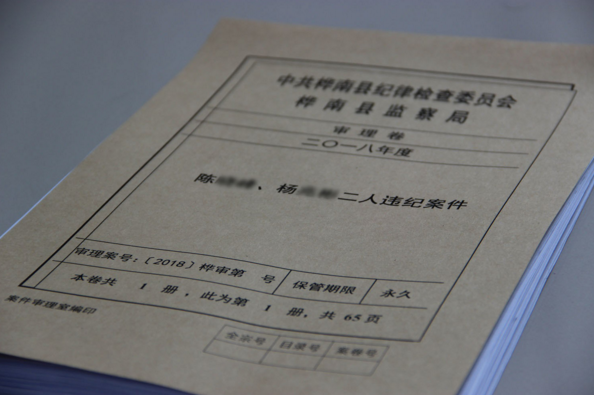 中共桦南县纪律检查委员会
桦南县监察局
审理卷
二〇一八年度
陈、杨二人违纪案件
审理案号:〔2018〕桦审第 号 保管期限 永久
本卷共 1 册,此为第 1 册,共 65 页
案件审理室编印
全宗号 目录号 案卷号